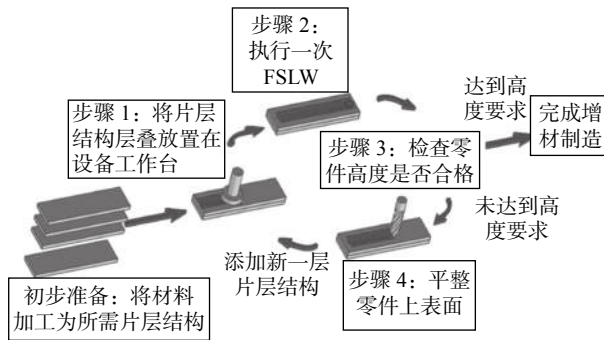 步骤 2：
执行一次
FSLW
步骤 1：将片层
结构层叠放置在
设备工作台
达到高
度要求
完成增
材制造
步骤 3：检查零
件高度是否合格
未达到高
度要求
添加新一层
片层结构
步骤 4：平整
零件上表面
初步准备：将材料
加工为所需片层结构